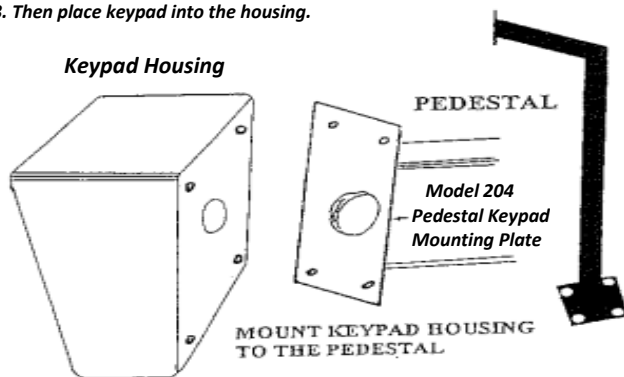 3. Then place keypad into the housing.
Keypad Housing
PEDESTAL
Model 204
Pedestal Keypad
Mounting Plate
MOUNT KEYPAD HOUSING
TO THE PEDESTAL